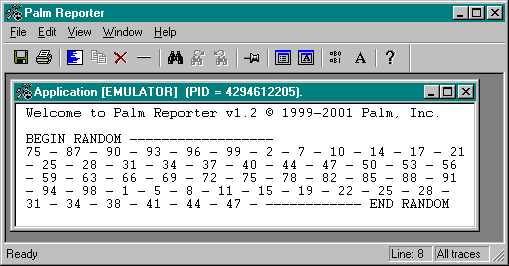 Palm Reporter
File Edit View Window Help
Application [EMULATOR] (PID = 4294612205).
Welcome to Palm Reporter v1.2 © 1999-2001 Palm, Inc.
BEGIN RANDOM ------------------
75 - 87 - 90 - 93 - 96 - 99 - 2 - 7 - 10 - 14 - 17 - 21
- 25 - 28 - 31 - 34 - 37 - 40 - 44 - 47 - 50 - 53 - 56
- 59 - 63 - 66 - 69 - 72 - 75 - 78 - 82 - 85 - 88 - 91
- 94 - 98 - 1 - 5 - 8 - 11 - 15 - 19 - 22 - 25 - 28 -
31 - 34 - 38 - 41 - 44 - 47 - ------------ END RANDOM
Ready Line: 8 All traces